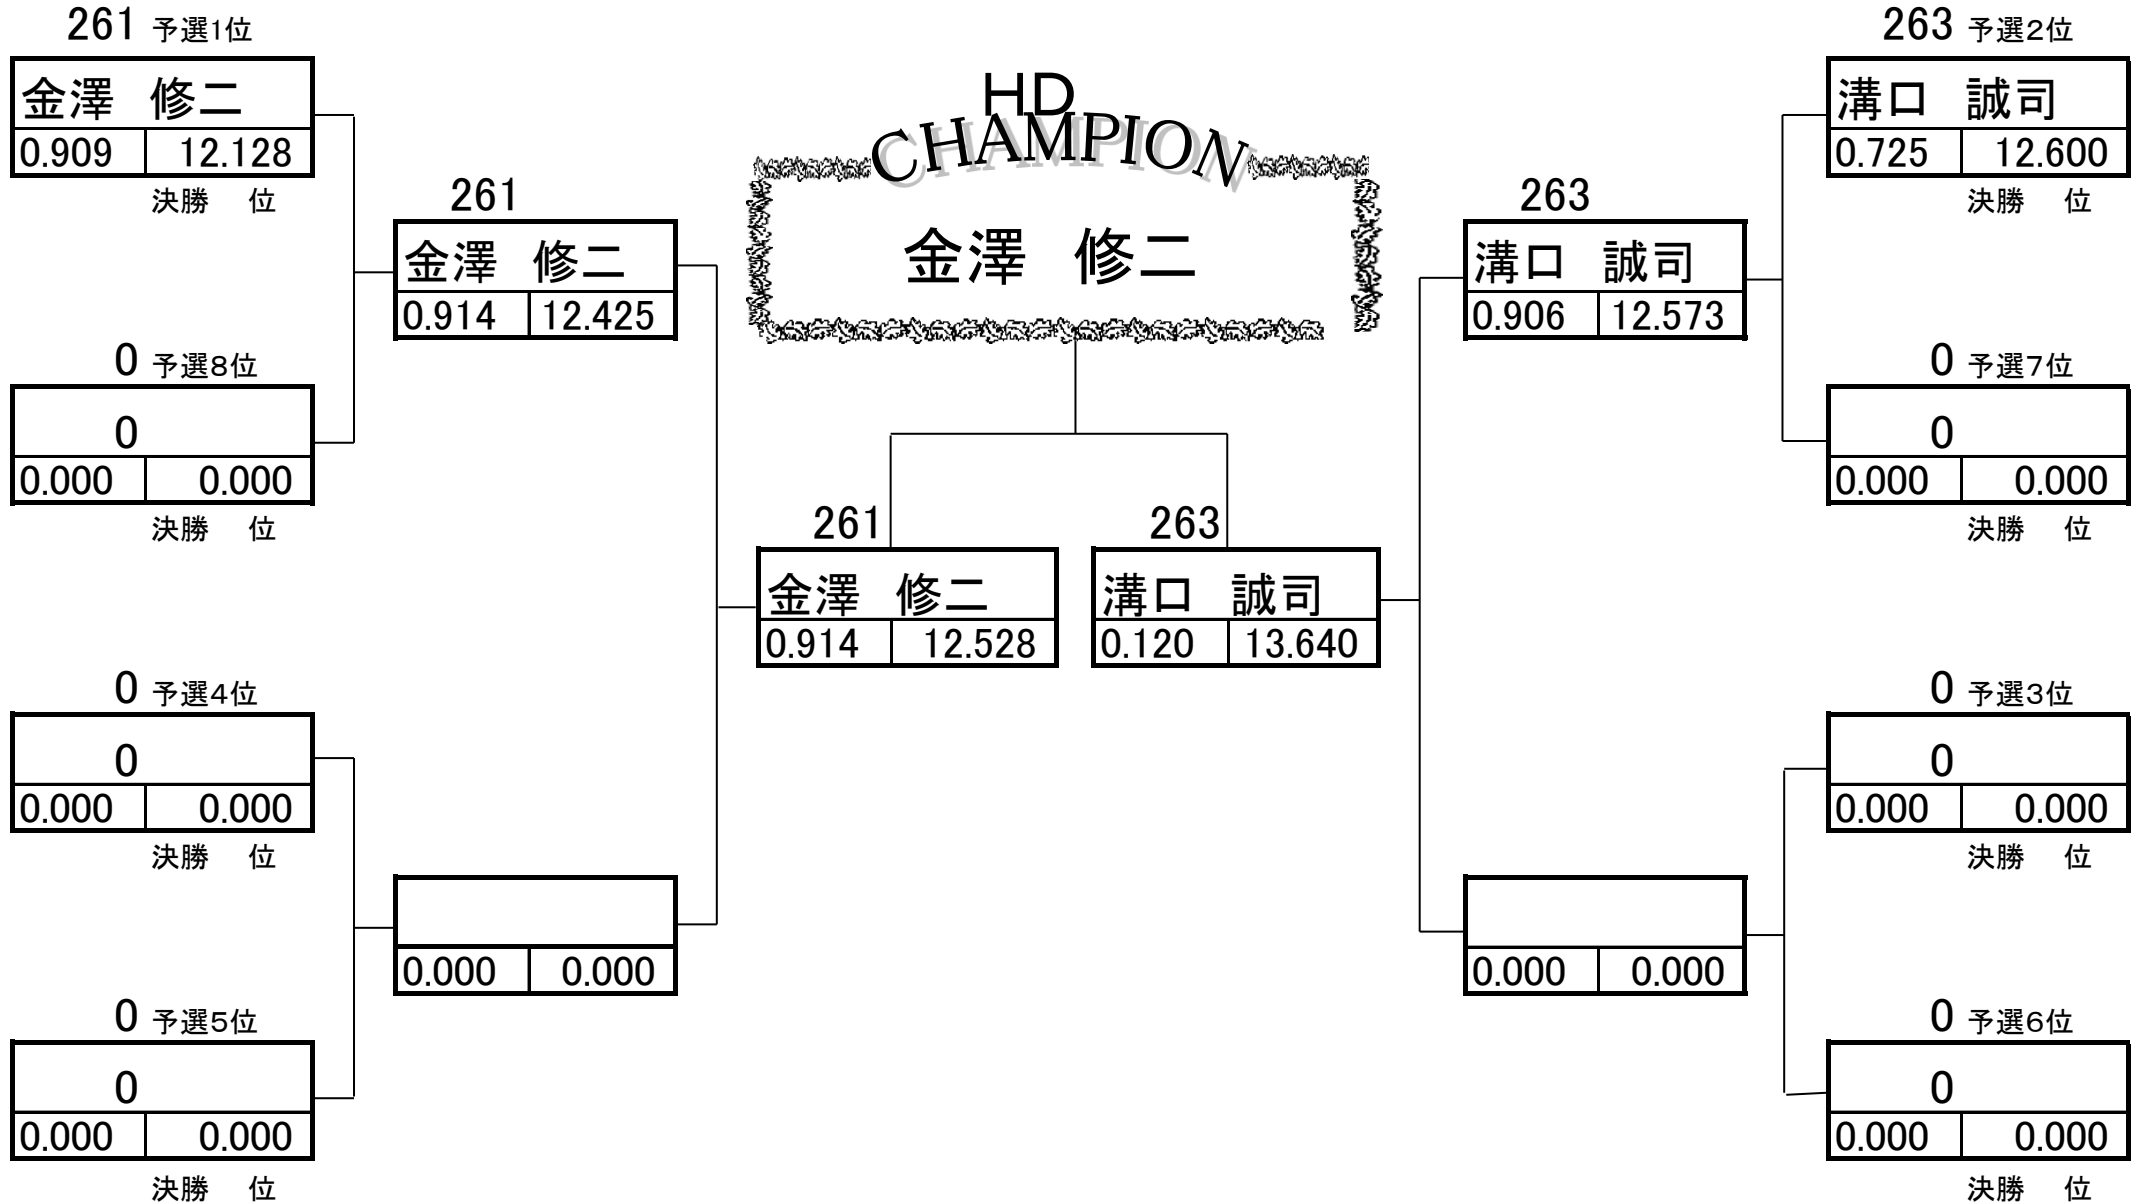 261 予選1位
金澤 修二
0.909 12.128
決勝 位
0 予選8位
0
0.000 0.000
決勝 位
0 予選4位
0
0.000 0.000
決勝 位
0 予選5位
0
0.000 0.000
決勝 位
261
金澤 修二
0.914 12.425
0.000 0.000
HD
CHAMPION
金澤 修二
261
金澤 修二
0.914 12.528
263
溝口 誠司
0.120 13.640
263
溝口 誠司
0.906 12.573
0.000 0.000
263 予選2位
溝口 誠司
0.725 12.600
決勝 位
0 予選7位
0
0.000 0.000
決勝 位
0 予選3位
0
0.000 0.000
決勝 位
0 予選6位
0
0.000 0.000
決勝 位